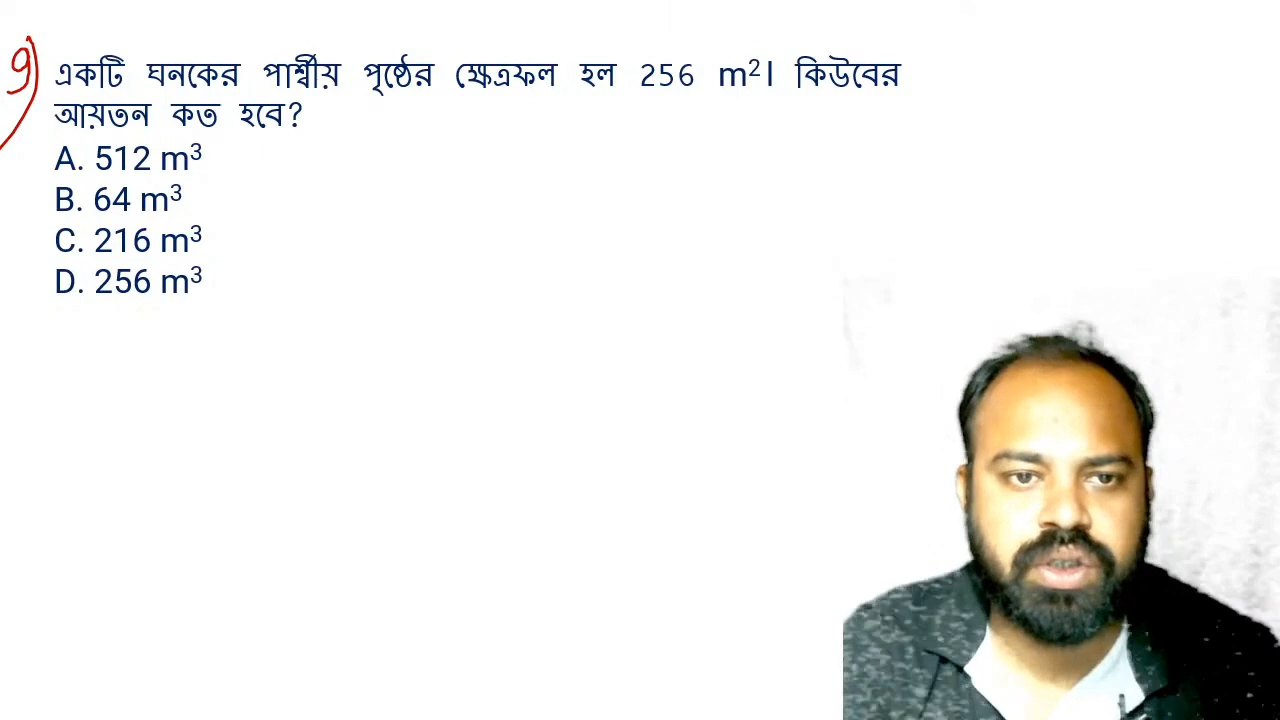 9) একটি ঘনকের পার্শ্বীয় পৃষ্ঠের ক্ষেত্রফল হল 256 m²। কিউবের
আয়তন কত হবে?
A. 512 m³
B. 64 m³
C. 216 m³
D. 256 m³